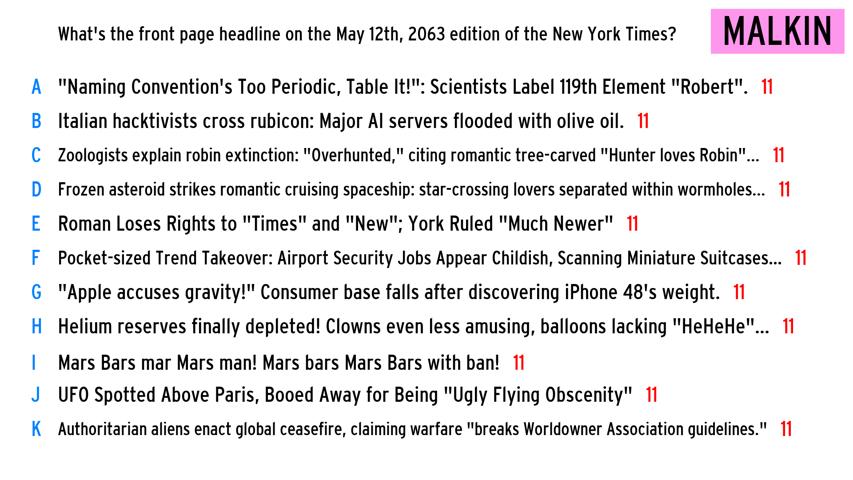 What's the front page headline on the May 12th, 2063 edition of the New York Times?
MALKIN
A "Naming Convention's Too Periodic, Table It!": Scientists Label 119th Element "Robert". 11
B Italian hacktivists cross rubicon: Major AI servers flooded with olive oil. 11
C Zoologists explain robin extinction: "Overhunted," citing romantic tree-carved "Hunter loves Robin"... 11
D Frozen asteroid strikes romantic cruising spaceship: star-crossing lovers separated within wormholes... 11
E Roman Loses Rights to "Times" and "New"; York Ruled "Much Newer" 11
F Pocket-sized Trend Takeover: Airport Security Jobs Appear Childish, Scanning Miniature Suitcases... 11
G "Apple accuses gravity!" Consumer base falls after discovering iPhone 48's weight. 11
H Helium reserves finally depleted! Clowns even less amusing, balloons lacking "HeHeHe"... 11
I Mars Bars mar Mars man! Mars bars Mars Bars with ban! 11
J UFO Spotted Above Paris, Booed Away for Being "Ugly Flying Obscenity" 11
K Authoritarian aliens enact global ceasefire, claiming warfare "breaks Worldowner Association guidelines." 11